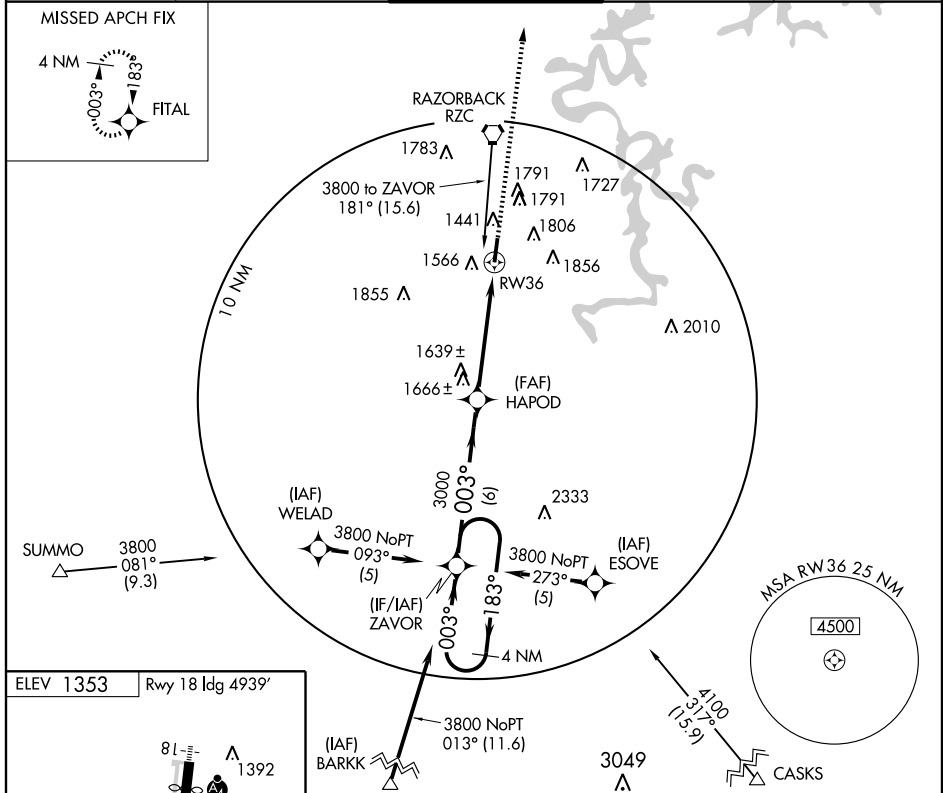 MISSED APCH FIX
4 NM
003°
183°
FITAL
RAZORBACK
RZC
1783
3800 to ZAVOR
181° (15.6)
1791
1791
1727
1441
1806
1566
1856
RW36
10 NM
1855
2010
1639 ±
1666 ±
(FAF)
HAPOD
3000
003°
(6)
2333
(IAF)
WELAD
3800 NoPT
093°
(5)
SUMMO
3800
081°
(9.3)
3800 NoPT
273°
(5)
(IAF)
ESOVE
(IF/IAF)
ZAVOR
003°
183°
4 NM
MSA RW36 25 NM
4500
ELEV 1353
Rwy 18 ldg 4939'
18
1392
A4
(IAF)
BARKK
3800 NoPT
013° (11.6)
3049
4100
317°
(15.9)
CASKS